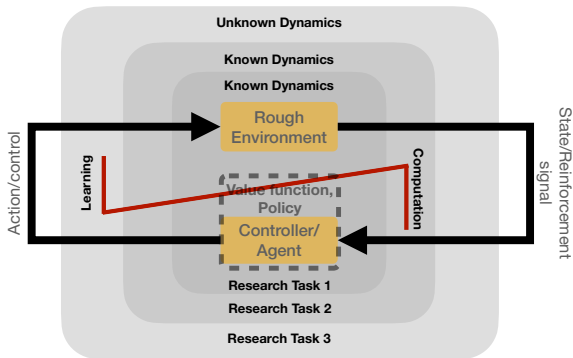 Unknown Dynamics
Known Dynamics
Known Dynamics
Rough
Environment
Action/control
Learning
Value function,
Policy
Computation
State/Reinforcement
signal
Controller/
Agent
Research Task 1
Research Task 2
Research Task 3